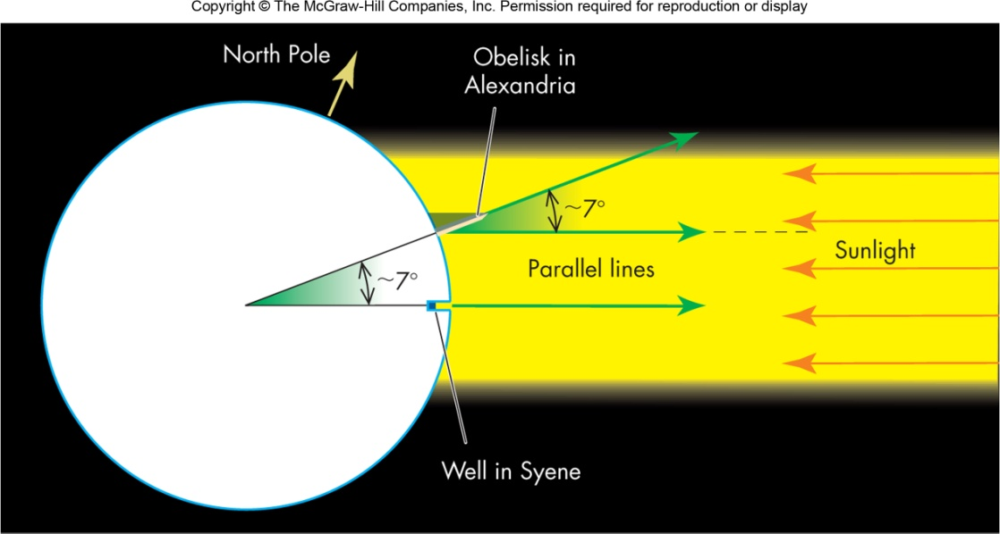 Copyright © The McGraw-Hill Companies, Inc. Permission required for reproduction or display
North Pole
Obelisk in
Alexandria
~7°
Sunlight
Parallel lines
~7°
Well in Syene